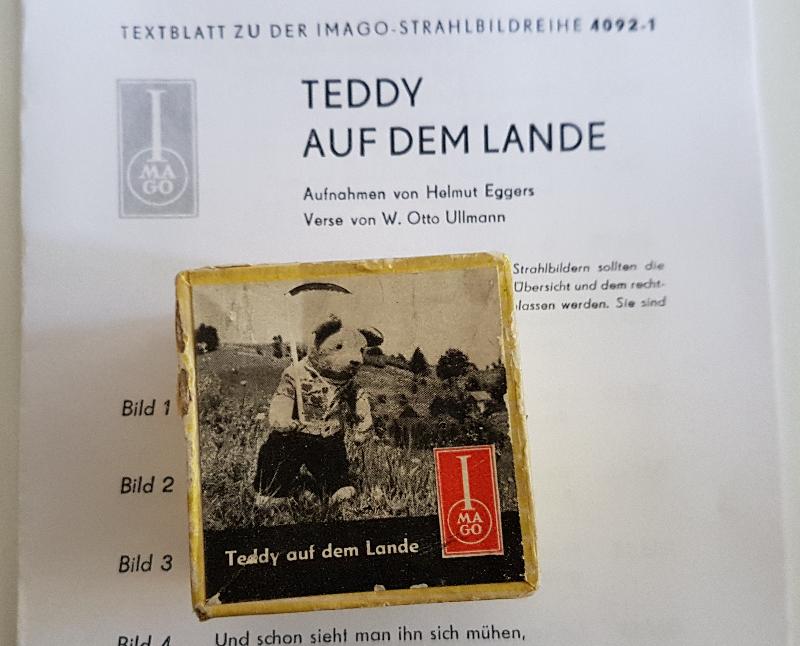 TEXTBLATT ZU DER IMAGO-STRAHLBILDREIHE 4092-1
I
MA
GO
TEDDY
AUF DEM LANDE
Aufnahmen von Helmut Eggers
Verse von W. Otto Ullmann
Strahlbildern sollten die
Übersicht und dem recht-
lassen werden. Sie sind
Bild 1
Bild 2
Bild 3
Bild 4
Und schon sieht man ihn sich mühen,
I
MA
GO
Teddy auf dem Lande